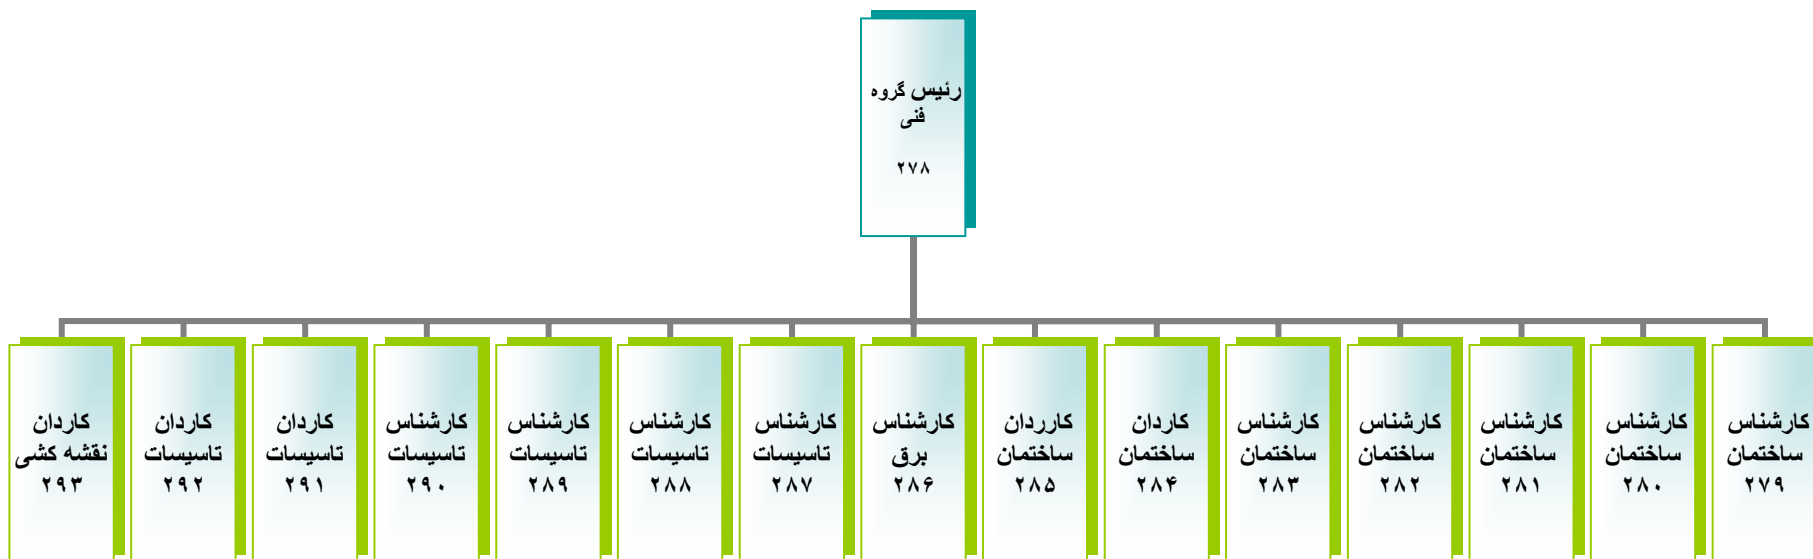 رئیس گروه
فنی
۲۷۸
کارشناس
ساختمان
۲۷۹
کارشناس
ساختمان
۲۸۰
کارشناس
ساختمان
۲۸۱
کارشناس
ساختمان
۲۸۲
کارشناس
ساختمان
۲۸۳
کاردان
ساختمان
۲۸۴
کارردان
ساختمان
۲۸۵
کارشناس
برق
۲۸۶
کارشناس
تاسیسات
۲۸۷
کارشناس
تاسیسات
۲۸۸
کارشناس
تاسیسات
۲۸۹
کارشناس
تاسیسات
۲۹۰
کاردان
تاسیسات
۲۹۱
کاردان
تاسیسات
۲۹۲
کاردان
نقشه کشی
۲۹۳